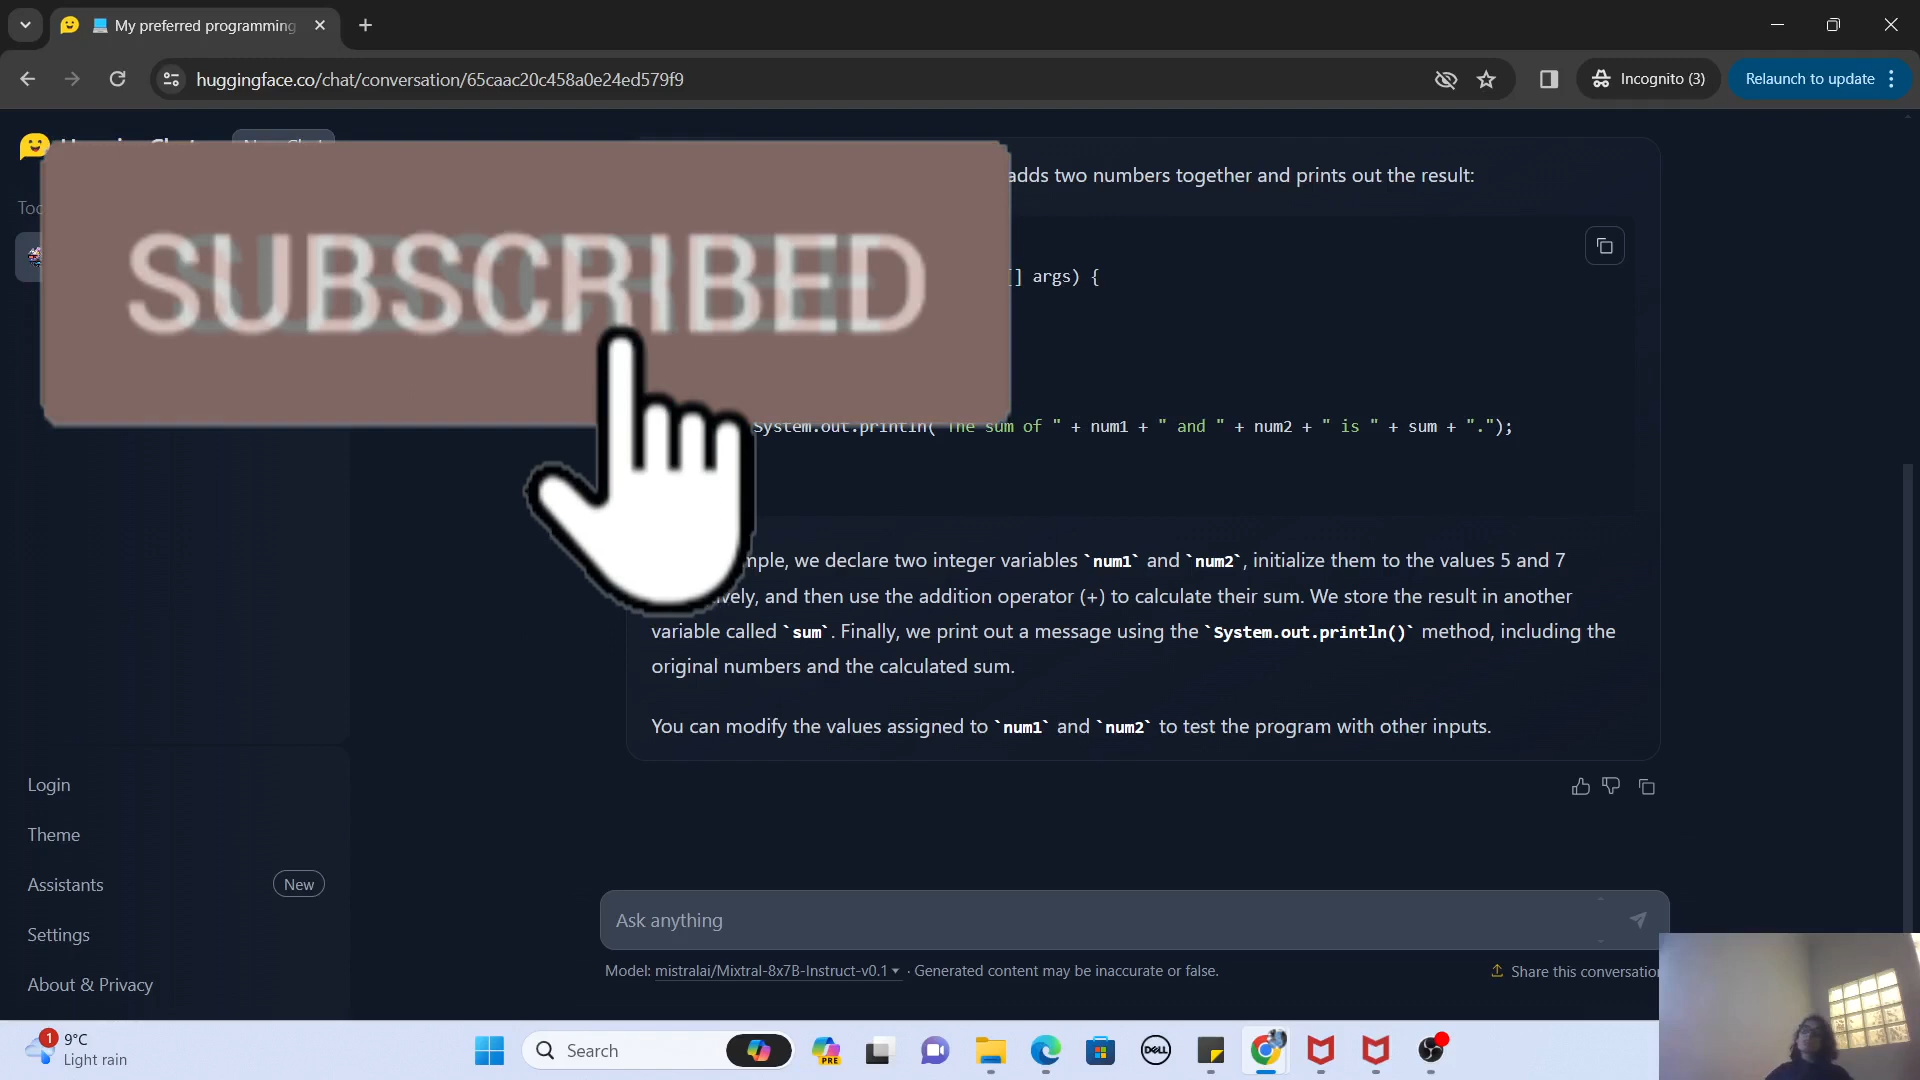 My preferred programming
huggingface.co/chat/conversation/65caac20c458a0e24ed579f9
Incognito (3)
Relaunch to update
SUBSCRIBED
adds two numbers together and prints out the result:
[] args) {
System.out.println("The sum of " + num1 + " and " + num2 + " is " + sum + ".");
mple, we declare two integer variables `num1` and `num2`, initialize them to the values 5 and 7
vely, and then use the addition operator (+) to calculate their sum. We store the result in another
variable called `sum`. Finally, we print out a message using the `System.out.println()` method, including the
original numbers and the calculated sum.
You can modify the values assigned to `num1` and `num2` to test the program with other inputs.
Login
Theme
Assistants
New
Settings
About & Privacy
Ask anything
Model: mistralai/Mixtral-8x7B-Instruct-v0.1 · Generated content may be inaccurate or false.
Share this conversation
1
9°C
Light rain
Search
PRE
DELL